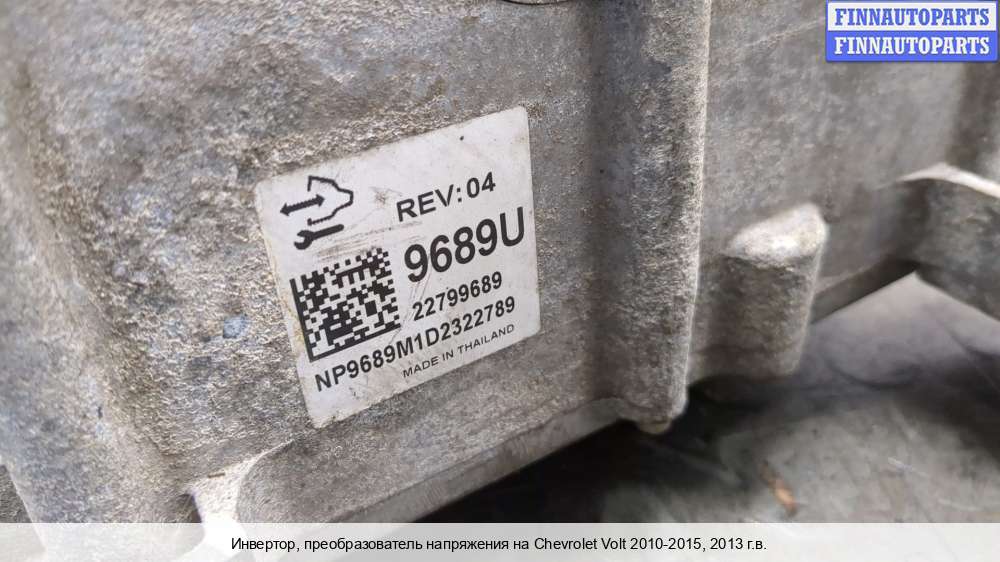 FINNAUTOPARTS
FINNAUTOPARTS
REV: 04
9689U
22799689
NP9689M1D2322789
MADE IN THAILAND
Инвертор, преобразователь напряжения на Chevrolet Volt 2010-2015, 2013 г.в.